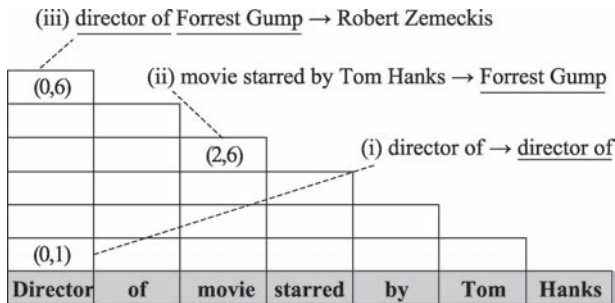 (iii) director of Forrest Gump → Robert Zemeckis
(0,6)
(ii) movie starred by Tom Hanks → Forrest Gump
(2,6)
(i) director of → director of
(0,1)
Director of movie starred by Tom Hanks